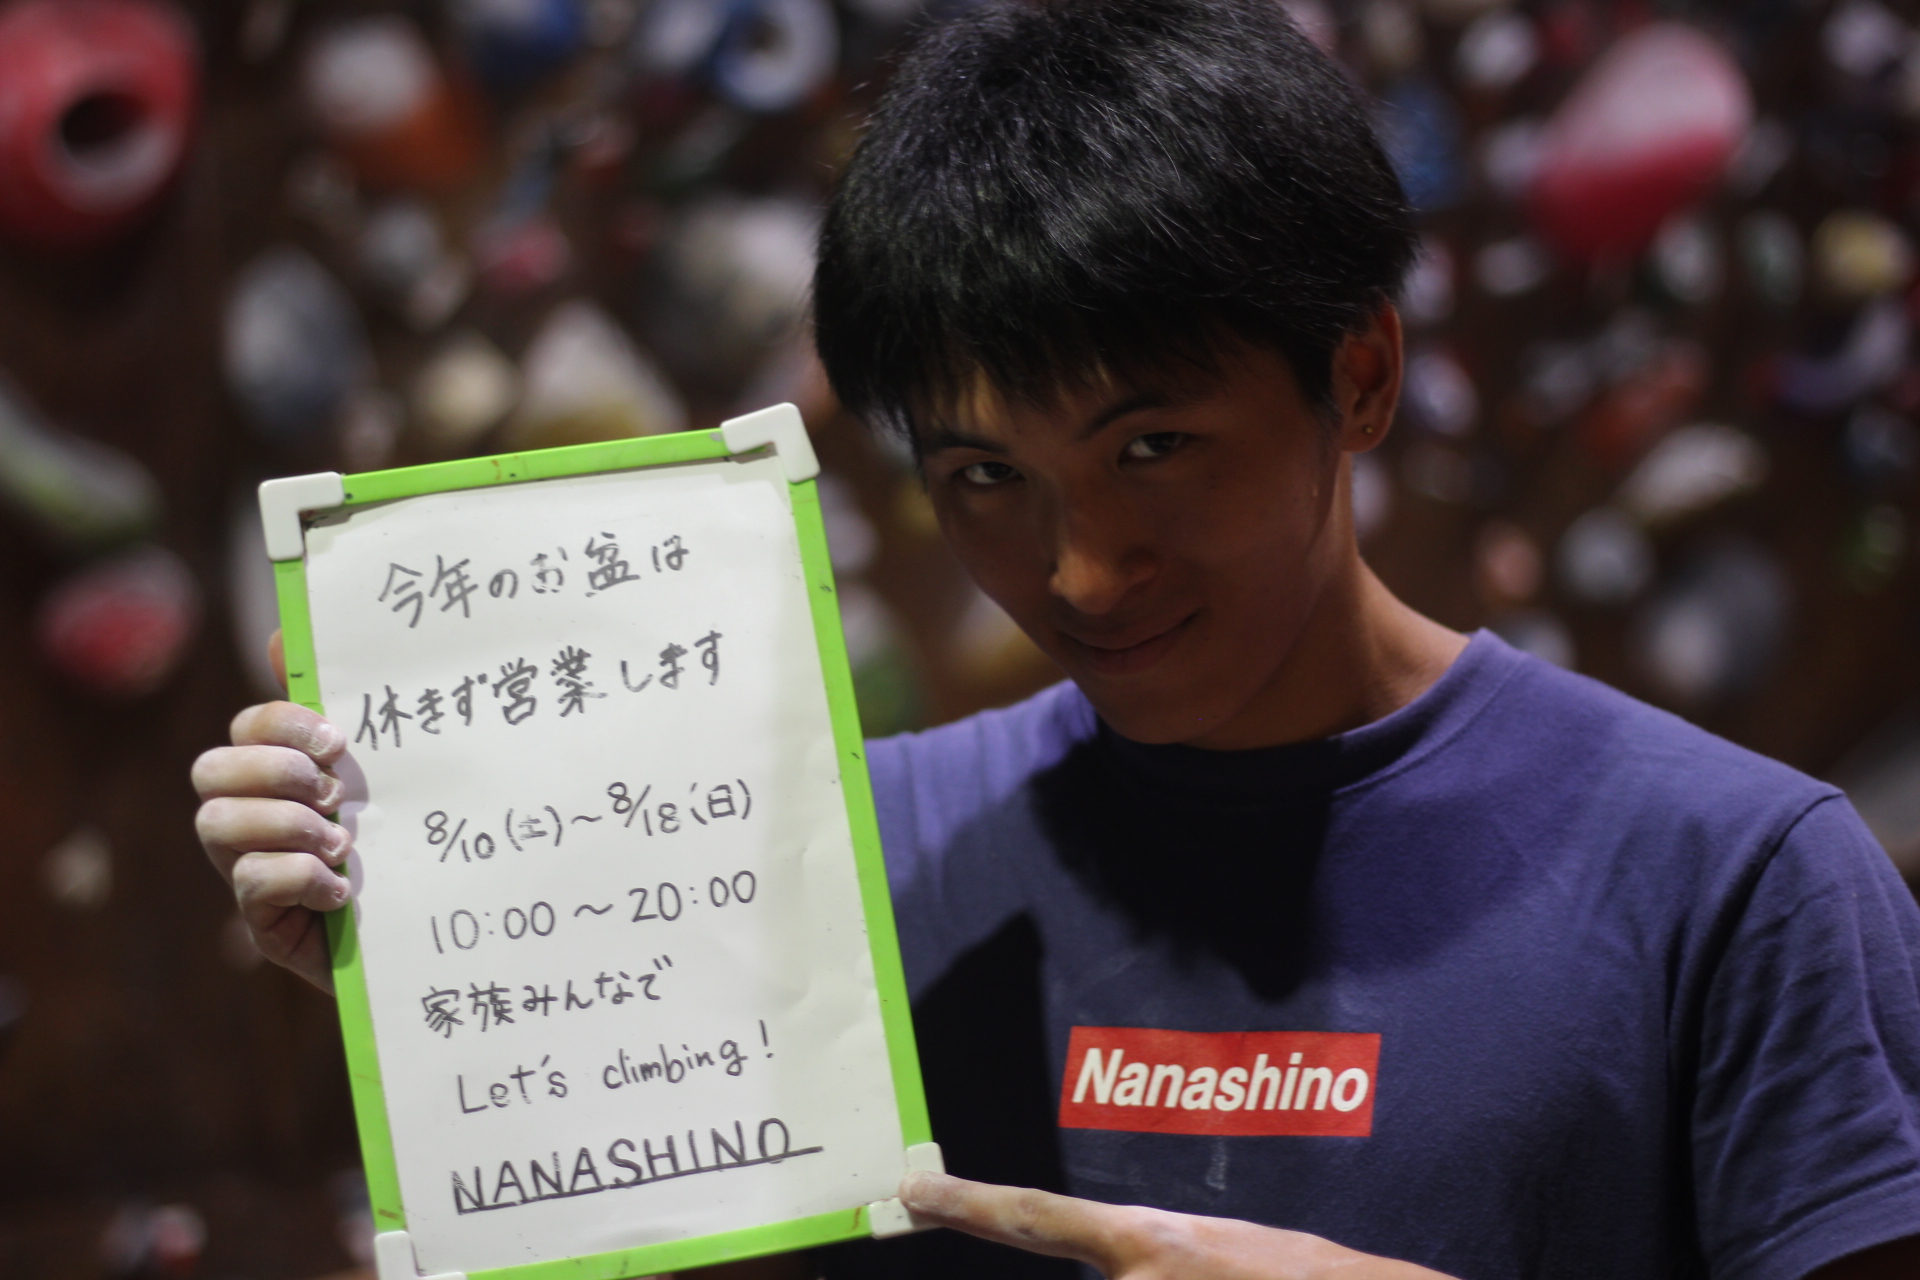 今年のお盆は
休まず営業します
8/10(土)~8/18(日)
10:00~20:00
家族みんなで
Let's climbing!
NANASHINO
Nanashino